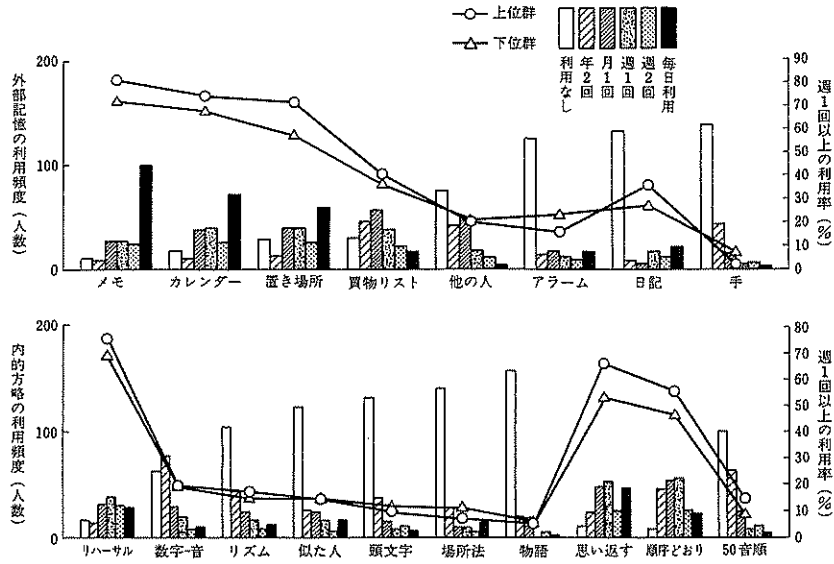 上位群
下位群
利用なし
年2回
月1回
週1回
週2回
毎日利用
外部記憶の利用頻度(人数)
200
100
0
週1回以上の利用率(%)
90
80
70
60
50
40
30
20
10
0
メモ カレンダー 置き場所 買物リスト 他の人 アラーム 日記 手
内的方略の利用頻度(人数)
200
100
0
週1回以上の利用率(%)
80
70
60
50
40
30
20
10
0
リハーサル 数字-音 リズム 似た人 頭文字 場所法 物語 思い返す 順序どおり 50音順